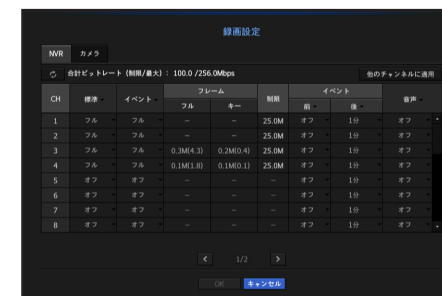 録画設定
NVR カメラ
合計ビットレート (制限/最大) : 100.0 /256.0Mbps 他のチャンネルに適用
CH 標準 イベント フレーム 制限 イベント 音声
フル キー 前 後
1 フル フル – – 25.0M オフ 1分 オフ
2 フル フル – – 25.0M オフ 1分 オフ
3 フル フル 0.3M(4.3) 0.2M(0.4) 25.0M オフ 1分 オフ
4 フル フル 0.1M(1.8) 0.1M(0.1) 25.0M オフ 1分 オフ
5 オフ オフ – – – オフ 1分 オフ
6 オフ オフ – – – オフ 1分 オフ
7 オフ オフ – – – オフ 1分 オフ
8 オフ オフ – – – オフ 1分 オフ
1/2
OK キャンセル